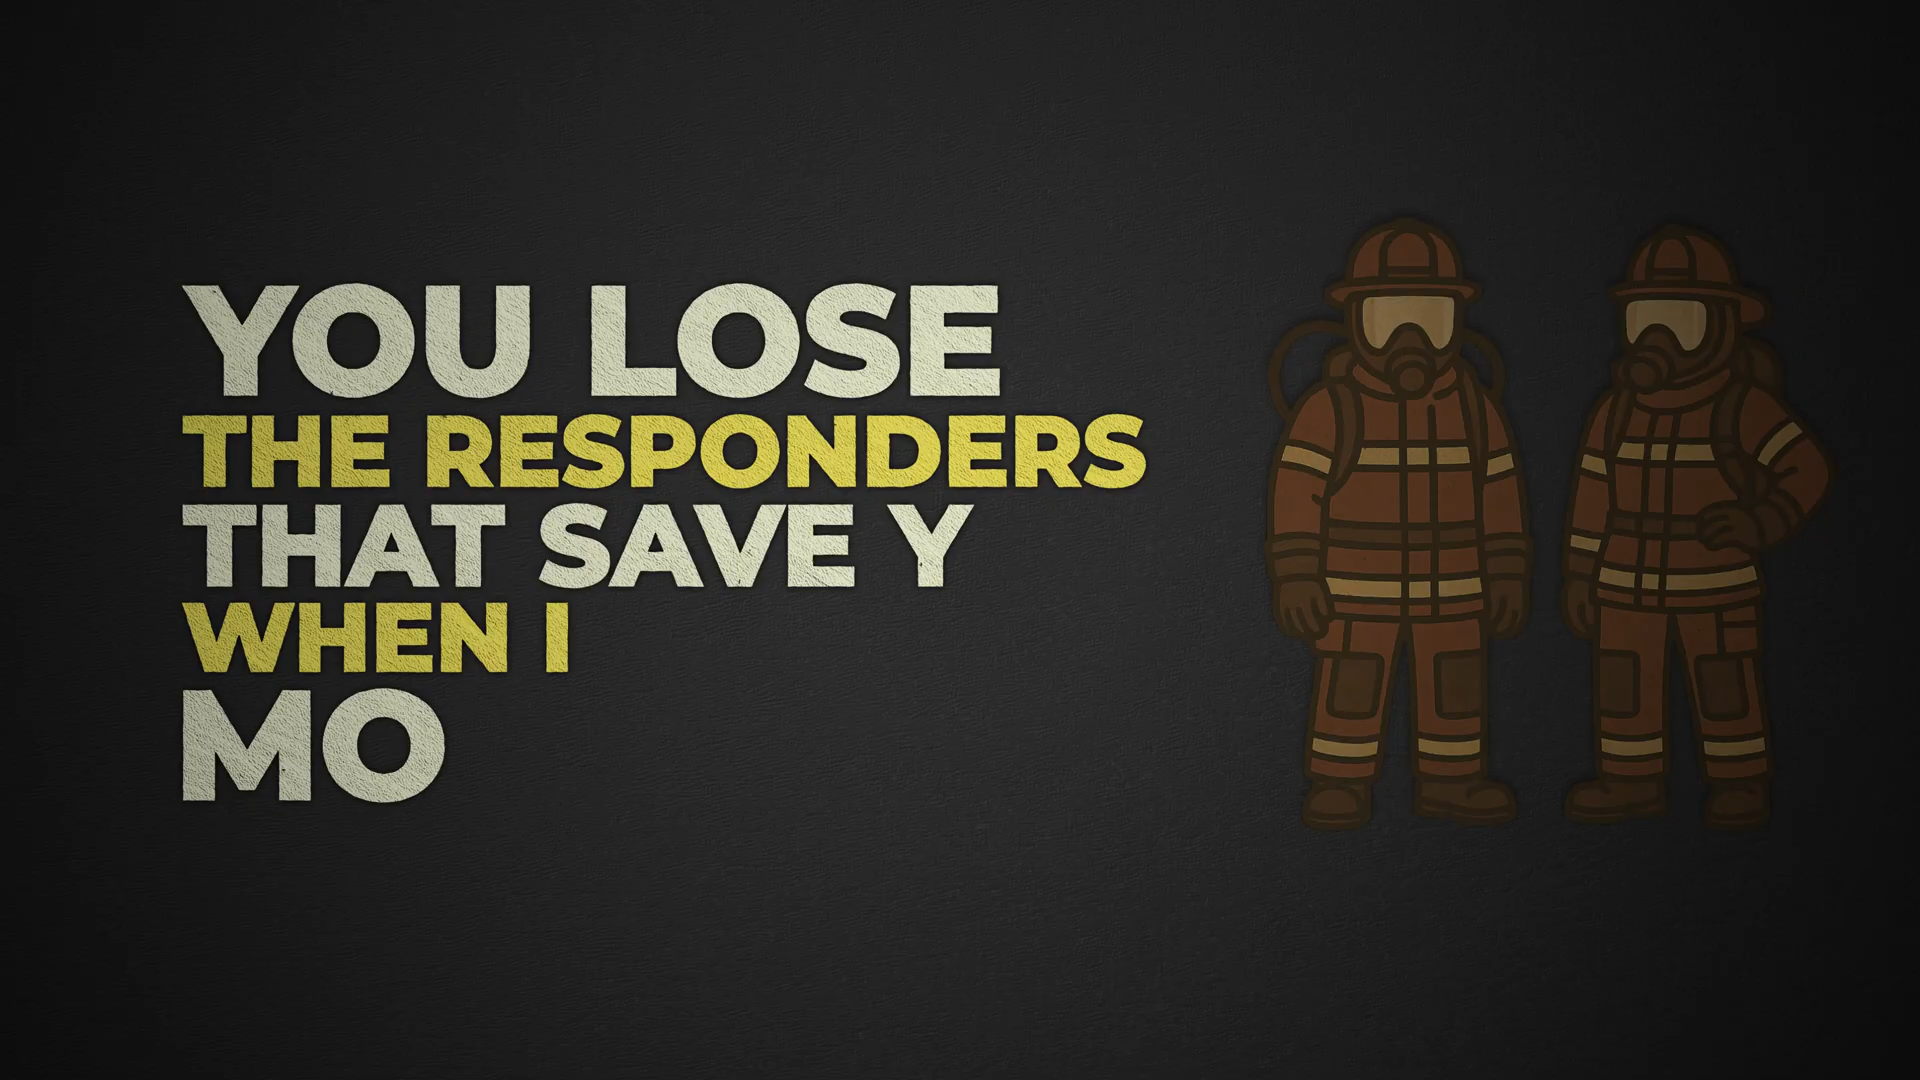 YOU LOSE
THE RESPONDERS
THAT SAVE Y
WHEN I
MO